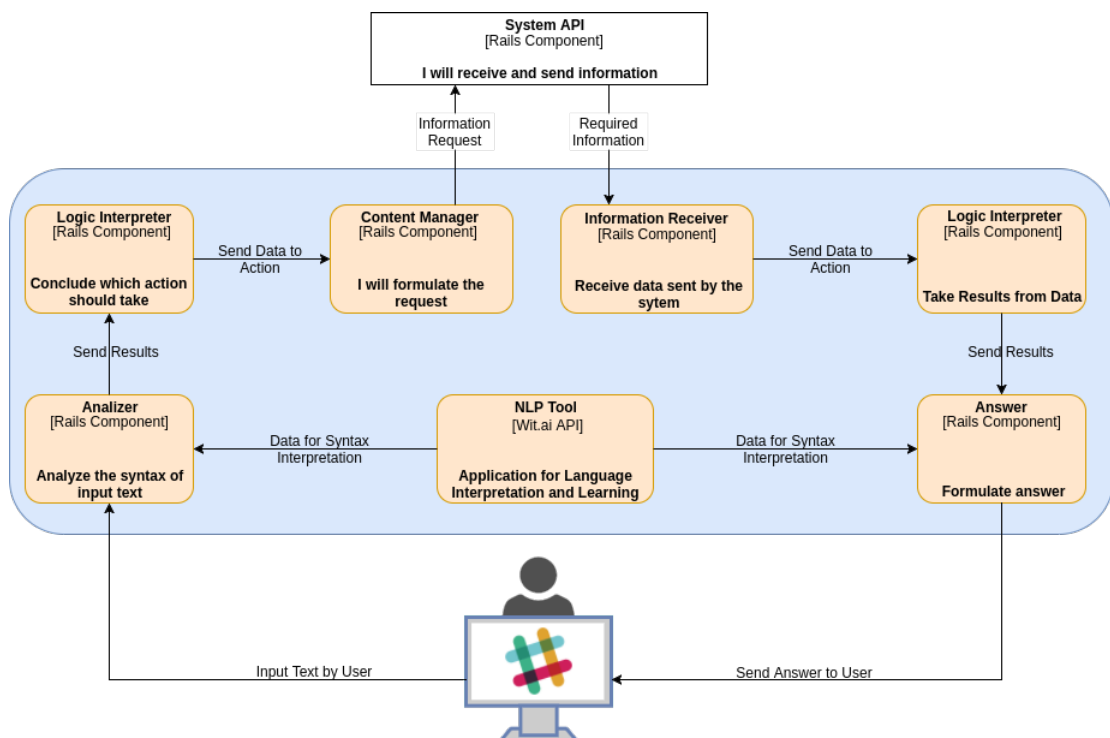 System API
[Rails Component]
I will receive and send information
Information
Request
Required
Information
Logic Interpreter
[Rails Component]
Conclude which action
should take
Send Data to
Action
Content Manager
[Rails Component]
I will formulate the
request
Information Receiver
[Rails Component]
Receive data sent by the
sytem
Send Data to
Action
Logic Interpreter
[Rails Component]
Take Results from Data
Send Results
Send Results
Analizer
[Rails Component]
Analyze the syntax of
input text
Data for Syntax
Interpretation
NLP Tool
[Wit.ai API]
Application for Language
Interpretation and Learning
Data for Syntax
Interpretation
Answer
[Rails Component]
Formulate answer
Input Text by User
Send Answer to User